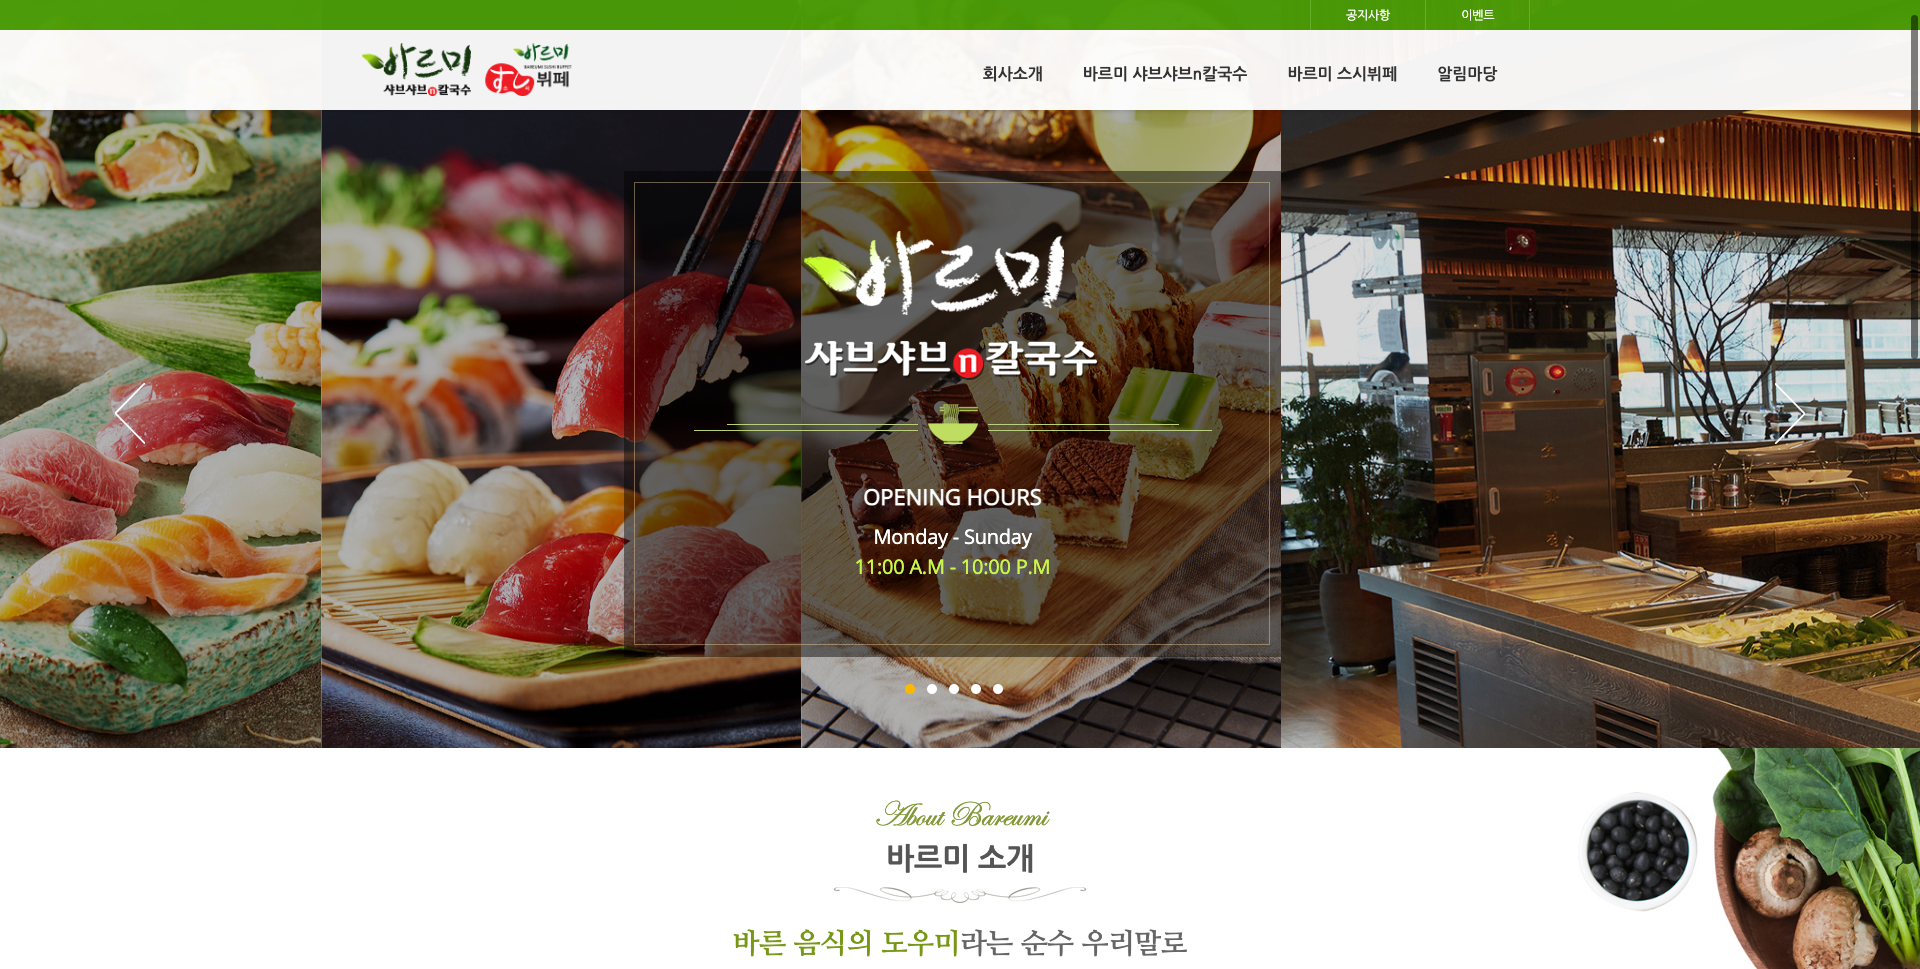 공지사항
이벤트
바르미
샤브샤브n칼국수
바르미
BAREUMI SUSHI BUFFET
すし뷔페
회사소개
바르미 샤브샤브n칼국수
바르미 스시뷔페
알림마당
바르미
샤브샤브n칼국수
OPENING HOURS
Monday - Sunday
11:00 A.M - 10:00 P.M
About Bareumi
바르미 소개
바른 음식의 도우미라는 순수 우리말로